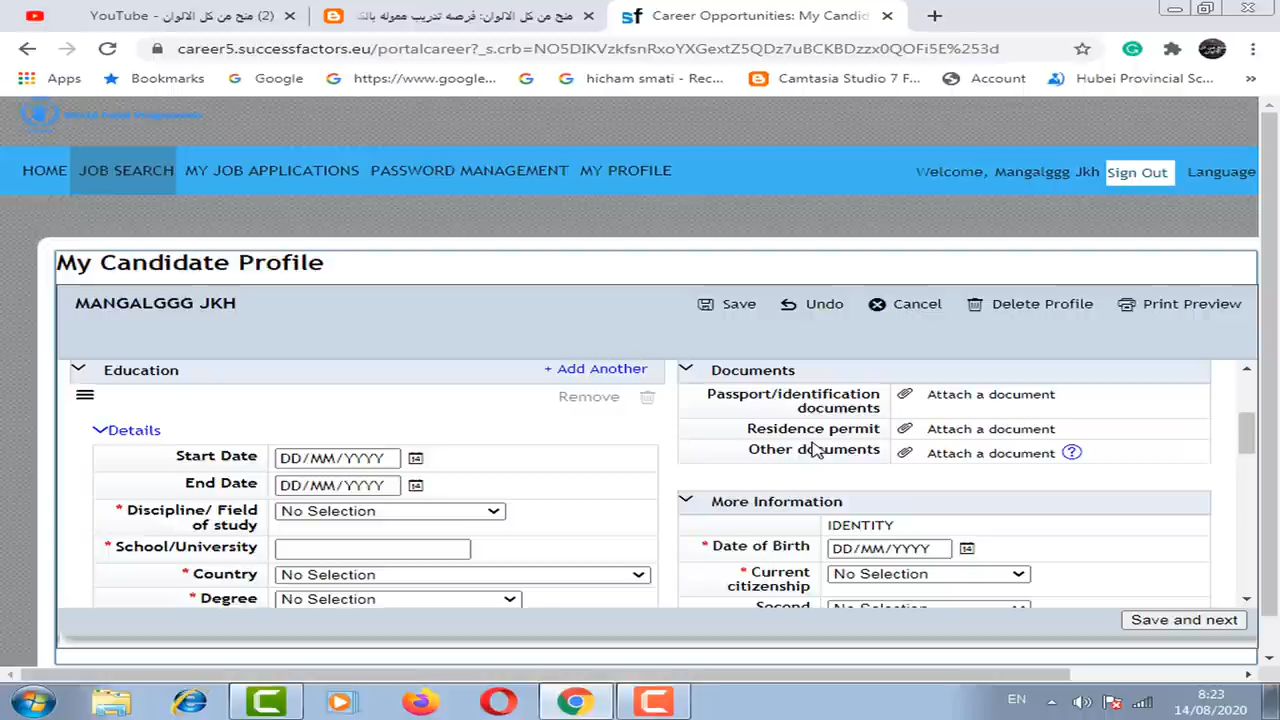 (2) منح من كل الالوان - YouTube
منح من كل الالوان: فرصه تدريب ممولة بالك
Career Opportunities: My Candid
career5.successfactors.eu/portalcareer?_s.crb=NO5DIKVzkfsnRxoYXGextZ5QDz7uBCKBDzzx0QOFi5E%253d
Apps Bookmarks Google https://www.google... hicham smati - Rec... Camtasia Studio 7 F... Account Hubei Provincial Sc... »
World Food Programme
HOME JOB SEARCH MY JOB APPLICATIONS PASSWORD MANAGEMENT MY PROFILE Welcome, Mangalggg Jkh Sign Out Language
My Candidate Profile
MANGALGGG JKH Save Undo Cancel Delete Profile Print Preview
Education + Add Another
Remove
Details
Start Date DD/MM/YYYY
End Date DD/MM/YYYY
* Discipline/ Field of study No Selection
* School/University
* Country No Selection
* Degree No Selection
Documents
Passport/identification documents Attach a document
Residence permit Attach a document
Other documents Attach a document ?
More Information
IDENTITY
* Date of Birth DD/MM/YYYY
* Current citizenship No Selection
Second No Selection
Save and next
EN 8:23
14/08/2020